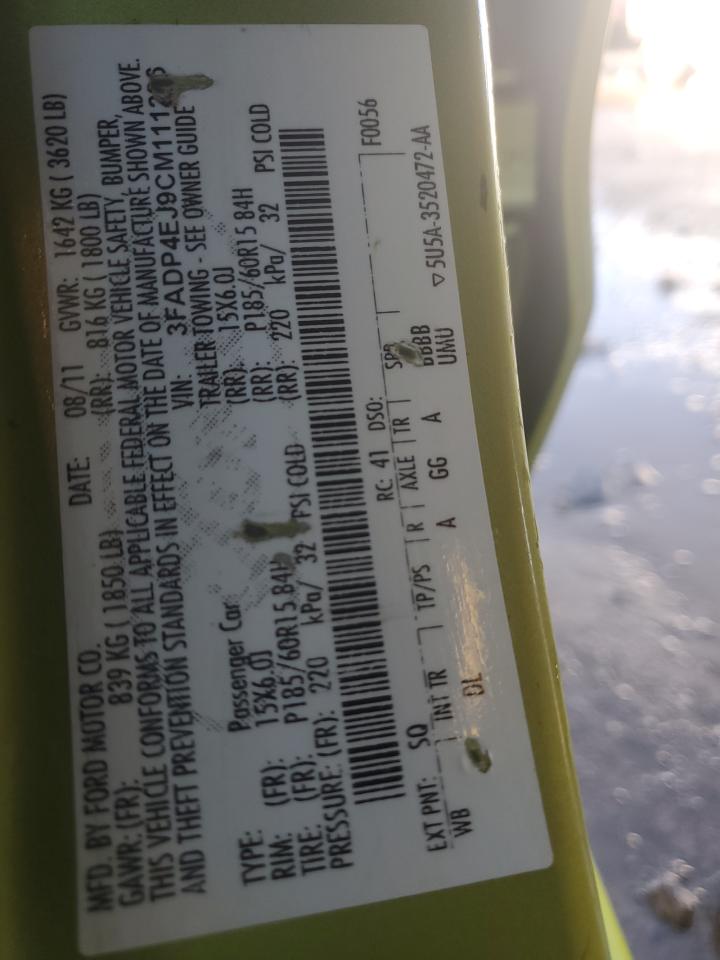 MFD. BY FORD MOTOR CO. DATE: 08/11 GVWR: 1642 KG ( 3620 LB)
GAWR: (FR): 839 KG ( 1850 LB) (RR): 816 KG ( 1800 LB)
THIS VEHICLE CONFORMS TO ALL APPLICABLE FEDERAL MOTOR VEHICLE SAFETY, BUMPER,
AND THEFT PREVENTION STANDARDS IN EFFECT ON THE DATE OF MANUFACTURE SHOWN ABOVE.
VIN: 
TYPE: Passenger Car TRAILER TOWING - SEE OWNER GUIDE
RIM: (FR): 15X6.0J (RR): 15X6.0J
TIRE: (FR): P185/60R15 84H (RR): P185/60R15 84H
PRESSURE: (FR): 220 kPa/ 32 PSI COLD (RR): 220 kPa/ 32 PSI COLD
RC: 41 DSO: F0056
EXT PNT: SQ INT TR TP/PS R AXLE TR
WB DL A GG A BBBB
UMU
▽ 5U5A-3520472-AA